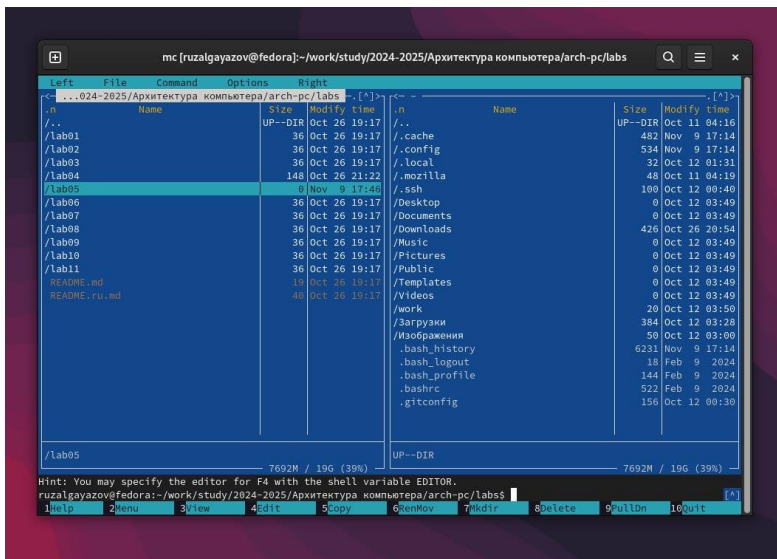 mc [ruzalgayazov@fedora]:~/work/study/2024-2025/Архитектура компьютера/arch-pc/labs
Left File Command Options Right
<— ...024-2025/Архитектура компьютера/arch-pc/labs —.[^]>
.n Name Size Modify time
/.. UP--DIR Oct 26 19:17
/lab01 36 Oct 26 19:17
/lab02 36 Oct 26 19:17
/lab03 36 Oct 26 19:17
/lab04 148 Oct 26 21:22
/lab05 0 Nov 9 17:46
/lab06 36 Oct 26 19:17
/lab07 36 Oct 26 19:17
/lab08 36 Oct 26 19:17
/lab09 36 Oct 26 19:17
/lab10 36 Oct 26 19:17
/lab11 36 Oct 26 19:17
README.md 19 Oct 26 19:17
README.ru.md 40 Oct 26 19:17
/lab05
7692M / 19G (39%)
<— ~ —.[^]>
.n Name Size Modify time
/.. UP--DIR Oct 11 04:16
/.cache 482 Nov 9 17:14
/.config 534 Nov 9 17:14
/.local 32 Oct 12 01:31
/.mozilla 48 Oct 11 04:19
/.ssh 100 Oct 12 00:40
/Desktop 0 Oct 12 03:49
/Documents 0 Oct 12 03:49
/Downloads 426 Oct 26 20:54
/Music 0 Oct 12 03:49
/Pictures 0 Oct 12 03:49
/Public 0 Oct 12 03:49
/Templates 0 Oct 12 03:49
/Videos 0 Oct 12 03:49
/work 20 Oct 12 03:50
/Загрузки 384 Oct 12 03:28
/Изображения 50 Oct 12 03:00
.bash_history 6231 Nov 9 17:14
.bash_logout 18 Feb 9 2024
.bash_profile 144 Feb 9 2024
.bashrc 522 Feb 9 2024
.gitconfig 156 Oct 12 00:30
UP--DIR
7692M / 19G (39%)
Hint: You may specify the editor for F4 with the shell variable EDITOR.
ruzalgayazov@fedora:~/work/study/2024-2025/Архитектура компьютера/arch-pc/labs$ [^]
1Help 2Menu 3View 4Edit 5Copy 6RenMov 7Mkdir 8Delete 9PullDn 10Quit